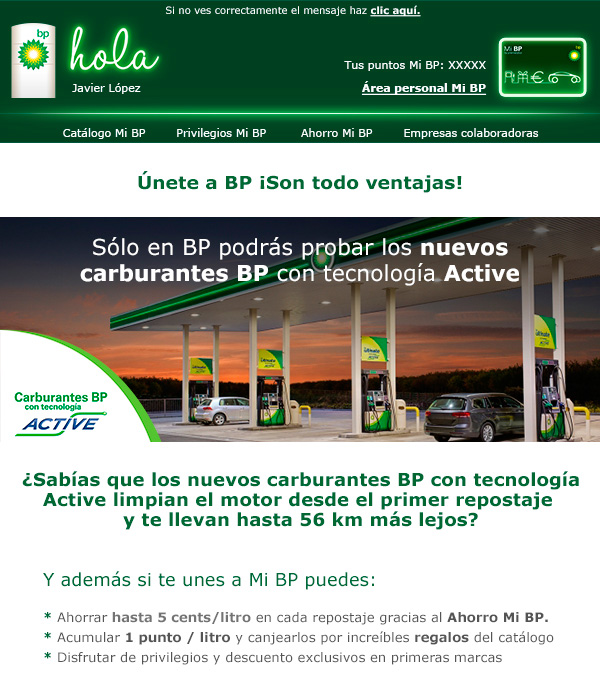 Si no ves correctamente el mensaje haz clic aquí.
bp
hola
Javier López
Tus puntos Mi BP: XXXXX
Área personal Mi BP
Mi BP
Catálogo Mi BP
Privilegios Mi BP
Ahorro Mi BP
Empresas colaboradoras
Únete a BP ¡Son todo ventajas!
Sólo en BP podrás probar los nuevos
carburantes BP con tecnología Active
Carburantes BP
con tecnología
ACTIVE
¿Sabías que los nuevos carburantes BP con tecnología
Active limpian el motor desde el primer repostaje
y te llevan hasta 56 km más lejos?
Y además si te unes a Mi BP puedes:
* Ahorrar hasta 5 cents/litro en cada repostaje gracias al Ahorro Mi BP.
* Acumular 1 punto / litro y canjearlos por increíbles regalos del catálogo
* Disfrutar de privilegios y descuento exclusivos en primeras marcas